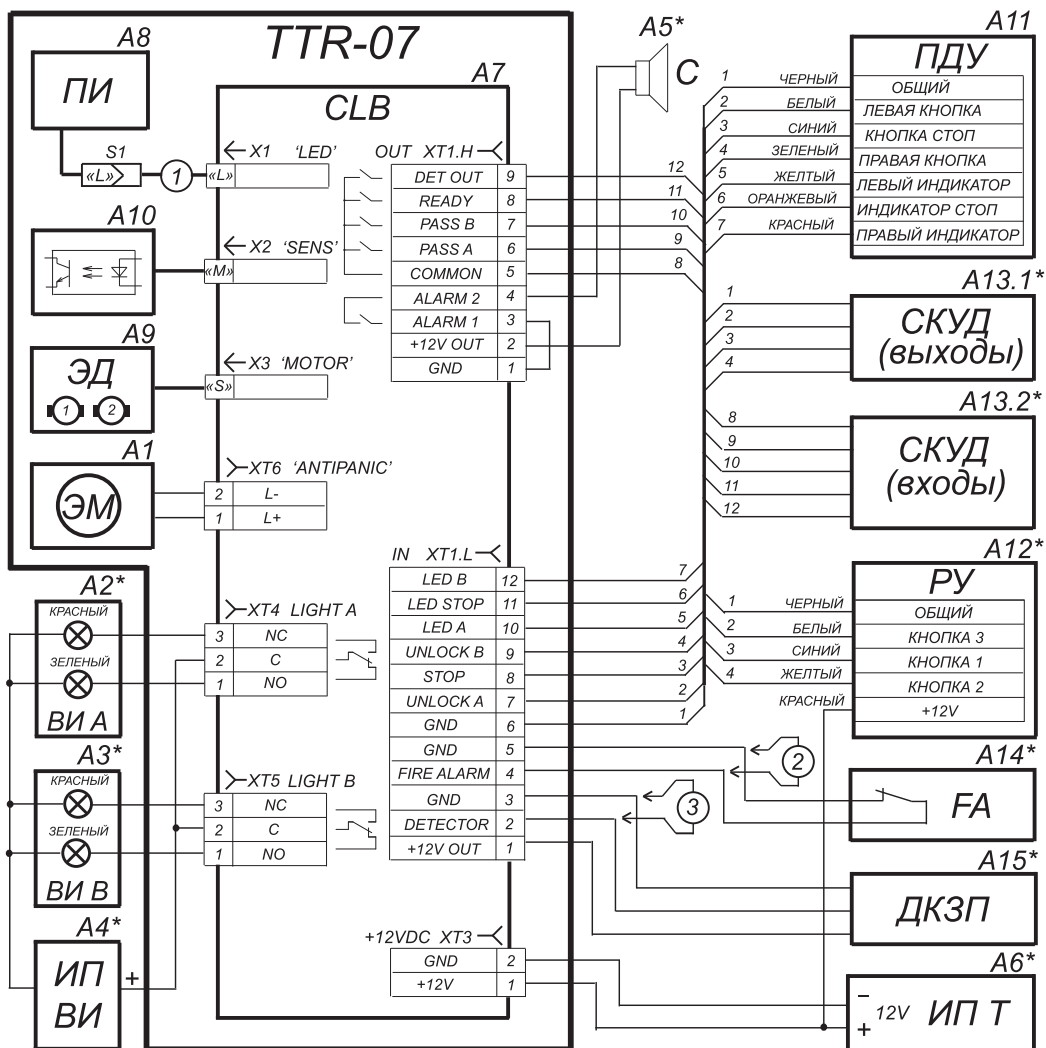 TTR-07
A8
ПИ
S1
«L»
1
«L»
A10
«M»
A9
ЭД
1 2
«S»
A1
ЭМ
A7
CLB
X1 'LED'
X2 'SENS'
X3 'MOTOR'
XT6 'ANTIPANIC'
2 L-
1 L+
OUT XT1.H
DET OUT 9
READY 8
PASS B 7
PASS A 6
COMMON 5
ALARM 2 4
ALARM 1 3
+12V OUT 2
GND 1
12
11
10
9
8
A5*
С
A2*
КРАСНЫЙ
ЗЕЛЕНЫЙ
ВИ А
XT4 LIGHT A
3 NC
2 C
1 NO
A3*
КРАСНЫЙ
ЗЕЛЕНЫЙ
ВИ В
XT5 LIGHT B
3 NC
2 C
1 NO
A4*
ИП
ВИ
+
IN XT1.L
LED B 12
LED STOP 11
LED A 10
UNLOCK B 9
STOP 8
UNLOCK A 7
GND 6
GND 5
FIRE ALARM 4
GND 3
DETECTOR 2
+12V OUT 1
7
6
5
4
3
2
1
+12VDC XT3
GND 2
+12V 1
A11
ПДУ
1 ЧЕРНЫЙ ОБЩИЙ
2 БЕЛЫЙ ЛЕВАЯ КНОПКА
3 СИНИЙ КНОПКА СТОП
4 ЗЕЛЕНЫЙ ПРАВАЯ КНОПКА
5 ЖЕЛТЫЙ ЛЕВЫЙ ИНДИКАТОР
6 ОРАНЖЕВЫЙ ИНДИКАТОР СТОП
7 КРАСНЫЙ ПРАВЫЙ ИНДИКАТОР
A13.1*
СКУД
(выходы)
1
2
3
4
A13.2*
СКУД
(входы)
8
9
10
11
12
A12*
РУ
1 ЧЕРНЫЙ ОБЩИЙ
2 БЕЛЫЙ КНОПКА 3
3 СИНИЙ КНОПКА 1
4 ЖЕЛТЫЙ КНОПКА 2
КРАСНЫЙ +12V
2
A14*
FA
3
A15*
ДКЗП
A6*
–
12V ИП Т
+